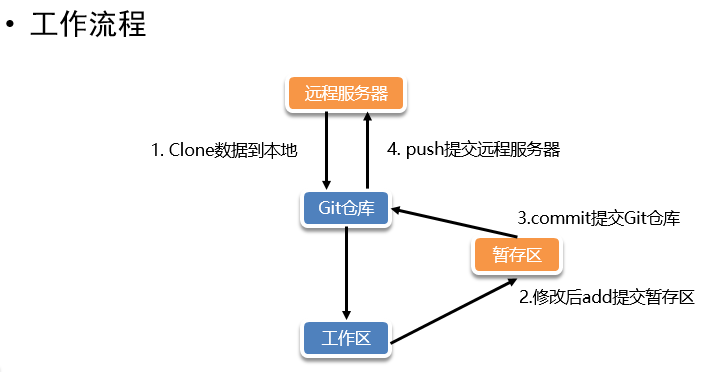 • 工作流程
远程服务器
1. Clone数据到本地
4. push提交远程服务器
Git仓库
3.commit提交Git仓库
暂存区
2.修改后add提交暂存区
工作区